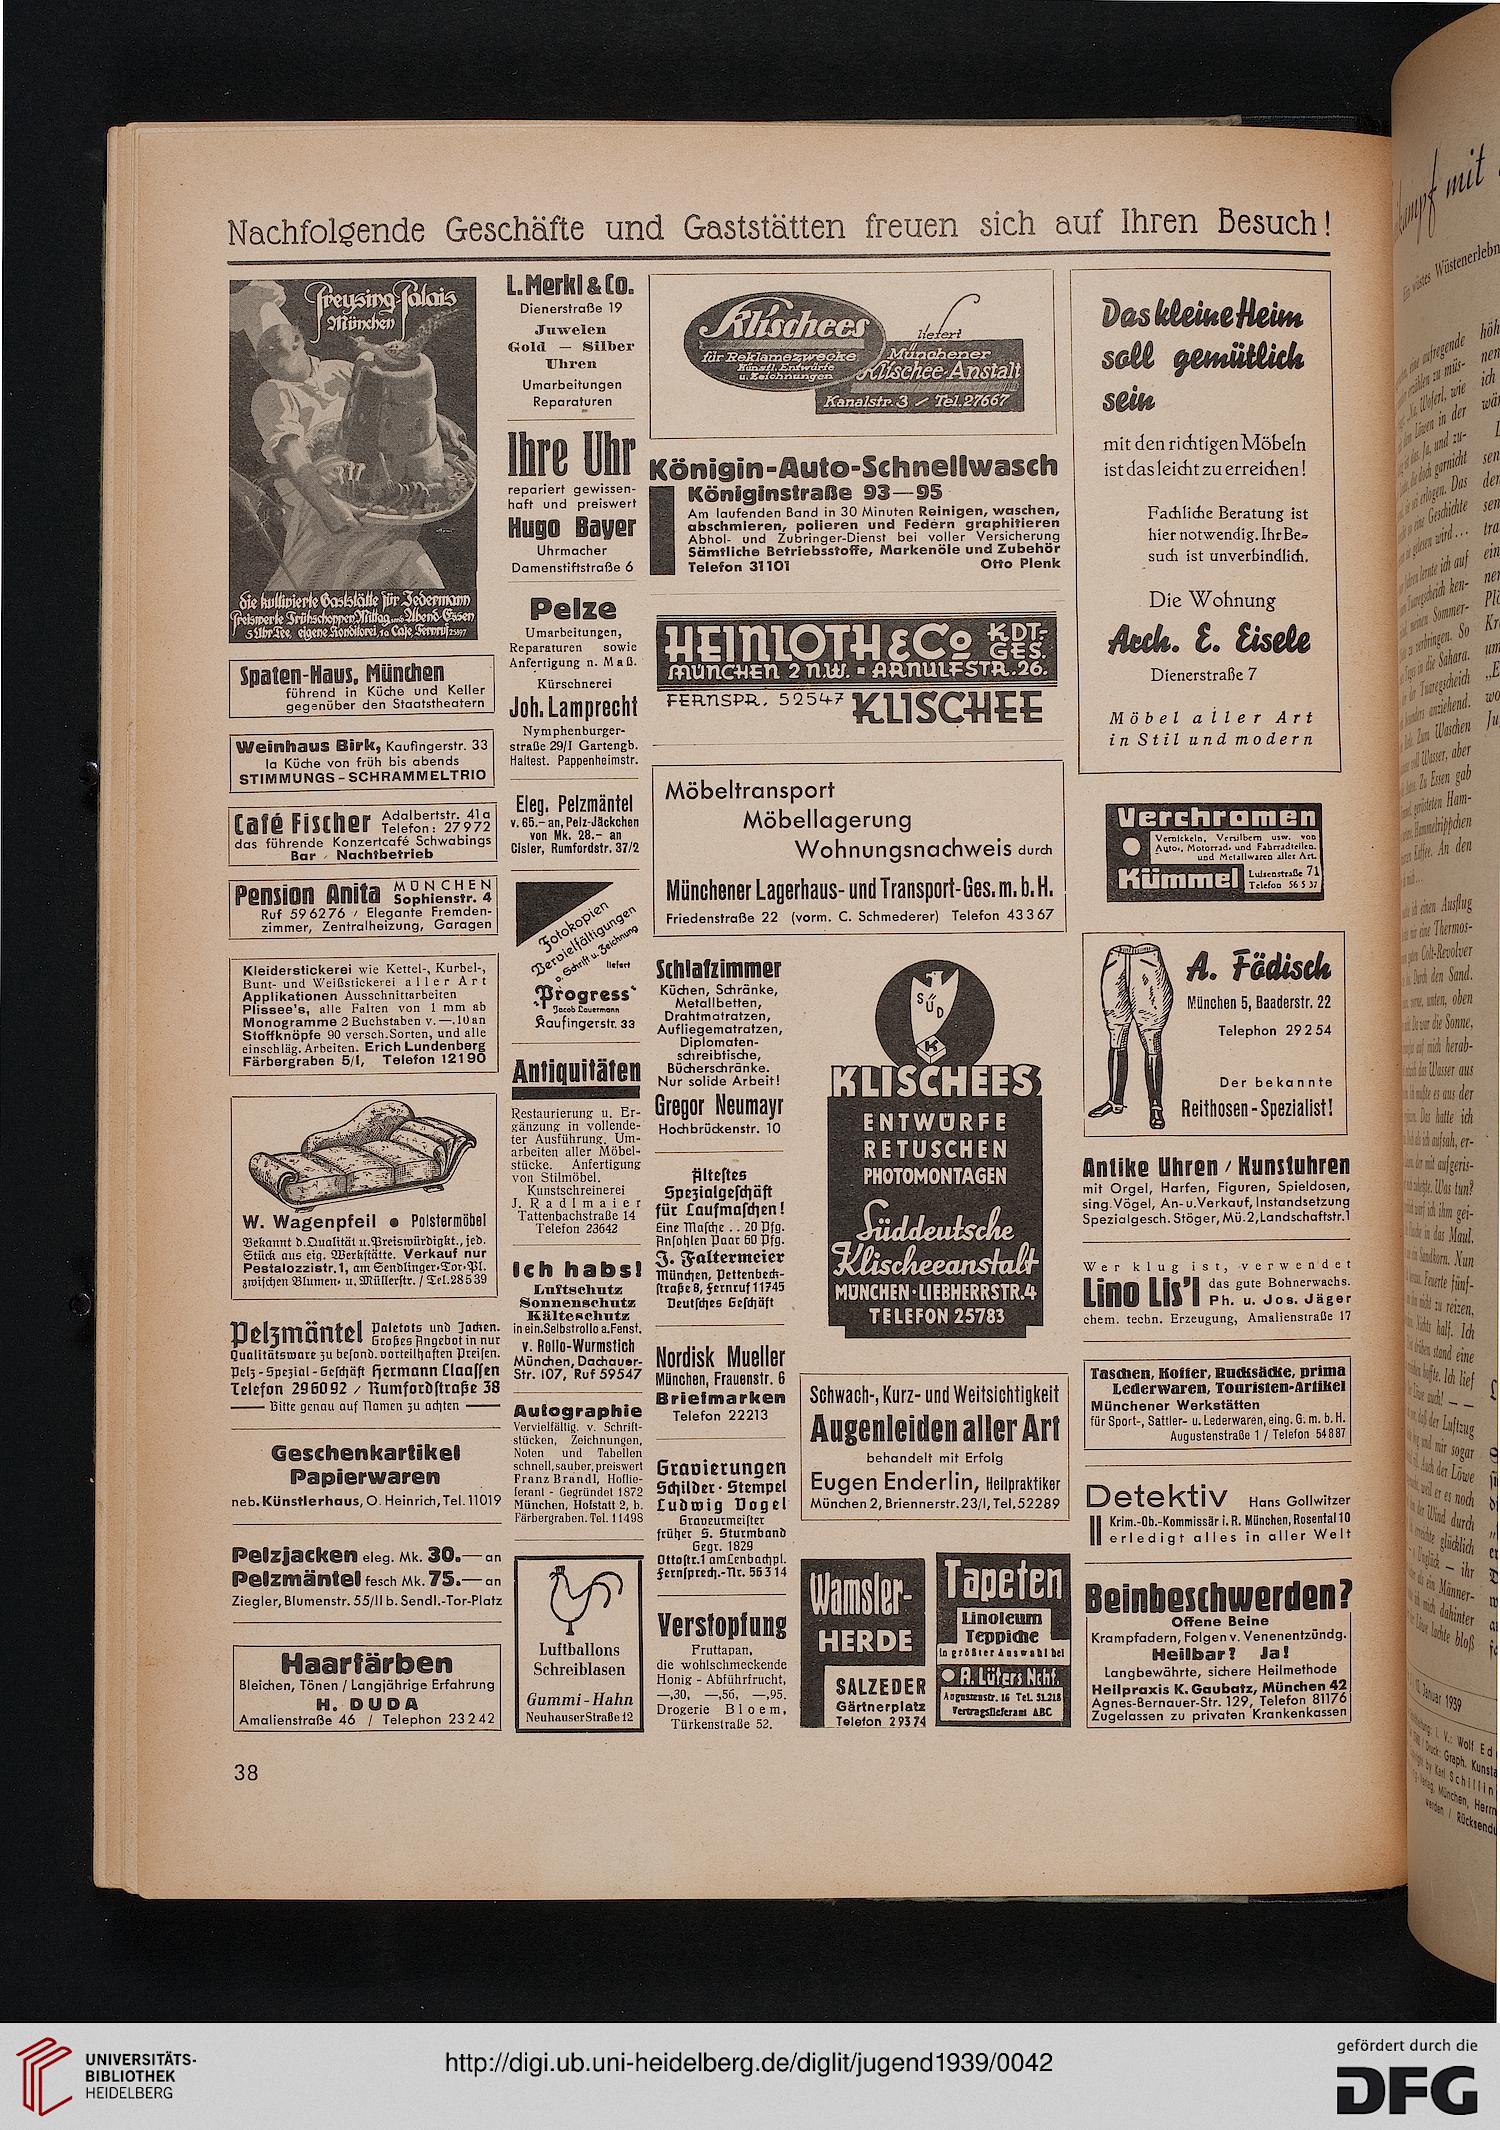 Nachfolgende Geschäfte und Gaststätten freuen sich auf Ihren Besuch!
Preysing-Palais
München
Die kultivierte Gaststätte für Jedermann
Preiswerte Frühschoppen, Mittag und Abend-Essen
5 Uhr Tee, eigene Konditorei, 1a Café, Fernruf
Spaten-Haus, München
führend in Küche und Keller
gegenüber den Staatstheatern
Weinhaus Birk, Kaufingerstr. 33
Ia Küche von früh bis abends
STIMMUNGS-SCHRAMMELTRIO
Café Fischer Adalbertstr. 41a
Telefon: 27972
das führende Konzertcafé Schwabings
Bar / Nachtbetrieb
Pension Anita MÜNCHEN
Sophienstr. 4
Ruf 596276 / Elegante Fremden-
zimmer, Zentralheizung, Garagen
Kleiderstickerei wie Kettel-, Kurbel-,
Bunt- und Weißstickerei aller Art
Applikationen Ausschnittarbeiten
Plissee's, alle Falten von 1 mm ab
Monogramme 2 Buchstaben v. —.10 an
Stoffknöpfe 90 versch. Sorten, und alle
einschläg. Arbeiten. Erich Lundenberg
Färbergraben 5/I, Telefon 12190
W. Wagenpfeil ● Polstermöbel
Bekannt d. Qualität u. Preiswürdigkt., jed.
Stück aus eig. Werkstätte. Verkauf nur
Pestalozzistr. 1, am Sendlinger-Tor-Pl.
zwischen Blumen- u. Müllerstr. / Tel. 28539
Pelzmäntel Paletots und Jacken.
Großes Angebot in nur
Qualitätsware zu besond. vorteilhaften Preisen.
Pelz-Spezial-Geschäft Hermann Claassen
Telefon 296092 / Rumfordstraße 38
Bitte genau auf Namen zu achten
Geschenkartikel
Papierwaren
neb. Künstlerhaus, O. Heinrich, Tel. 11019
Pelzjacken eleg. Mk. 30.— an
Pelzmäntel fesch Mk. 75.— an
Ziegler, Blumenstr. 55/II b. Sendl.-Tor-Platz
Haarfärben
Bleichen, Tönen / Langjährige Erfahrung
H. DUDA
Amalienstraße 46 / Telephon 23242
L. Merkl & Co.
Dienerstraße 19
Juwelen
Gold — Silber
Uhren
Umarbeitungen
Reparaturen
Ihre Uhr
repariert gewissen-
haft und preiswert
Hugo Bayer
Uhrmacher
Damenstiftstraße 6
Pelze
Umarbeitungen,
Reparaturen sowie
Anfertigung n. Maß.
Kürschnerei
Joh. Lamprecht
Nymphenburger-
straße 29/I Gartengb.
Haltest. Pappenheimstr.
Eleg. Pelzmäntel
v. 65.- an, Pelz-Jäckchen
von Mk. 28.- an
Cisler, Rumfordstr. 37/2
Fotokopien
Vervielfältigungen
Schrift u. Zeichnung
liefert
"Progress"
Jacob Lauermann
Kaufingerstr. 33
Antiquitäten
Restaurierung u. Er-
gänzung in vollende-
ter Ausführung. Um-
arbeiten aller Möbel-
stücke. Anfertigung
von Stilmöbel.
Kunstschreinerei
J. Radlmaier
Tattenbachstraße 14
Telefon 23642
Ich habs!
Luftschutz
Sonnenschutz
Kälteschutz
in ein. Selbstrollo a. Fenst.
v. Rollo-Wurmstich
München, Dachauer-
Str. 107, Ruf 59547
Autographie
Vervielfältig. v. Schrift-
stücken, Zeichnungen,
Noten und Tabellen
schnell, sauber, preiswert
Franz Brandl, Hoflie-
ferant - Gegründet 1872
München, Hofstatt 2, b.
Färbergraben. Tel. 11498
Luftballons
Schreiblasen
Gummi-Hahn
Neuhauser Straße 12
Klischees
für Reklamezwecke
Künstl. Entwürfe
u. Zeichnungen
liefert
Münchener
Klischee-Anstalt
Kanalstr. 3 / Tel. 27667
Königin-Auto-Schnellwasch
Königinstraße 93—95
Am laufenden Band in 30 Minuten Reinigen, waschen,
abschmieren, polieren und Federn graphitieren
Abhol- und Zubringer-Dienst bei voller Versicherung
Sämtliche Betriebsstoffe, Markenöle und Zubehör
Telefon 31101 Otto Plenk
HEINLOTH & Co K.DT.-
GES.
MÜNCHEN 2 N.W. - ARNULFSTR. 26.
FERNSPR. 52547 KLISCHEE
Möbeltransport
Möbellagerung
Wohnungsnachweis durch
Münchener Lagerhaus- und Transport-Ges. m. b. H.
Friedenstraße 22 (vorm. C. Schmederer) Telefon 43367
Schlafzimmer
Küchen, Schränke,
Metallbetten,
Drahtmatratzen,
Aufliegematratzen,
Diplomaten-
schreibtische,
Bücherschränke.
Nur solide Arbeit!
Gregor Neumayr
Hochbrückenstr. 10
Ältestes
Spezialgeschäft
für Laufmaschen!
Eine Masche . . 20 Pfg.
Ansohlen Paar 60 Pfg.
J. Faltermeier
München, Pettenbeck-
straße 8, Fernruf 11745
Deutsches Geschäft
Nordisk Mueller
München, Frauenstr. 6
Briefmarken
Telefon 22213
Gravierungen
Schilder · Stempel
Ludwig Vogel
Graveurmeister
früher S. Sturmband
Gegr. 1829
Ottostr. 1 am Lenbachpl.
Fernsprech.-Nr. 56314
Verstopfung
Fruttapan,
die wohlschmeckende
Honig-Abführfrucht,
—,30, —,56, —,95.
Drogerie Bloem,
Türkenstraße 52.
SÜD
K
KLISCHEES
ENTWÜRFE
RETUSCHEN
PHOTOMONTAGEN
Süddeutsche
Klischeeanstalt
MÜNCHEN · LIEBHERRSTR. 4
TELEFON 25783
Schwach-, Kurz- und Weitsichtigkeit
Augenleiden aller Art
behandelt mit Erfolg
Eugen Enderlin, Heilpraktiker
München 2, Briennerstr. 23/I, Tel. 52289
Wamsler-
HERDE
SALZEDER
Gärtnerplatz
Telefon 29374
Tapeten
Linoleum
Teppiche
in größter Auswahl bei
A. Lüters Nchf.
Augustenstr. 16 Tel. 51218
Vertragslieferant ABC
Das kleine Heim
soll gemütlich
sein
mit den richtigen Möbeln
ist das leicht zu erreichen!
Fachliche Beratung ist
hier notwendig. Ihr Be-
such ist unverbindlich.
Die Wohnung
Arch. E. Eisele
Dienerstraße 7
Möbel aller Art
in Stil und modern
Verchromen
Vernickeln, Versilbern usw. von
Autos, Motorrad- und Fahrradteilen.
und Metallwaren aller Art.
Kümmel Luisenstraße 71
Telefon 56537
A. Födisch
München 5, Baaderstr. 22
Telephon 29254
Der bekannte
Reithosen-Spezialist!
Antike Uhren / Kunstuhren
mit Orgel, Harfen, Figuren, Spieldosen,
sing. Vögel, An- u. Verkauf, Instandsetzung
Spezialgesch. Stöger, Mü. 2, Landschaftstr. 1
Wer klug ist, verwendet
Lino Lis'l das gute Bohnerwachs.
Ph. u. Jos. Jäger
chem. techn. Erzeugung, Amalienstraße 17
Taschen, Koffer, Rucksäcke, prima
Lederwaren, Touristen-Artikel
Münchener Werkstätten
für Sport-, Sattler- u. Lederwaren, eing. G. m. b. H.
Augustenstraße 1 / Telefon 54887
Detektiv Hans Gollwitzer
Krim.-Ob.-Kommissär i. R. München, Rosental 10
erledigt alles in aller Welt
Beinbeschwerden?
Offene Beine
Krampfadern, Folgen v. Venenentzündg.
Heilbar? Ja!
Langbewährte, sichere Heilmethode
Heilpraxis K. Gaubatz, München 42
Agnes-Bernauer-Str. 129, Telefon 81176
Zugelassen zu privaten Krankenkassen
38
UNIVERSITÄTS-
BIBLIOTHEK
HEIDELBERG
http://digi.ub.uni-heidelberg.de/diglit/jugend1939/0042
gefördert durch die
DFG